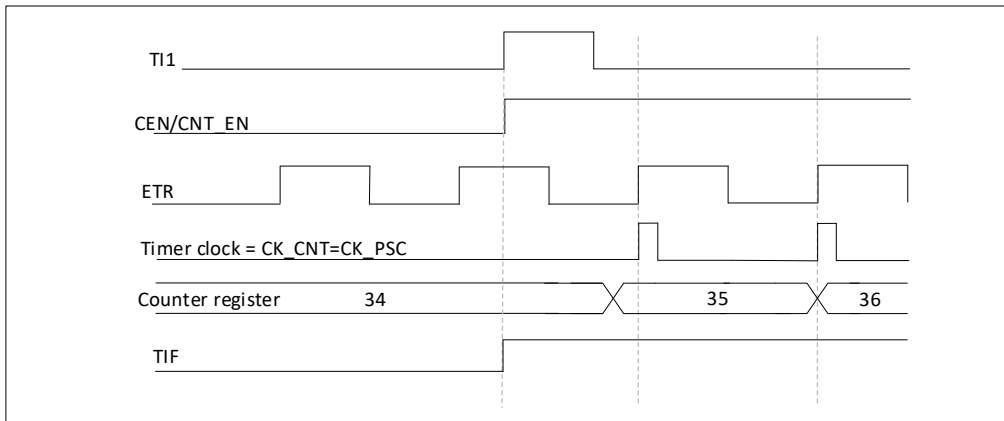 TI1
CEN/CNT_EN
ETR
Timer clock = CK_CNT=CK_PSC
Counter register 34 35 36
TIF